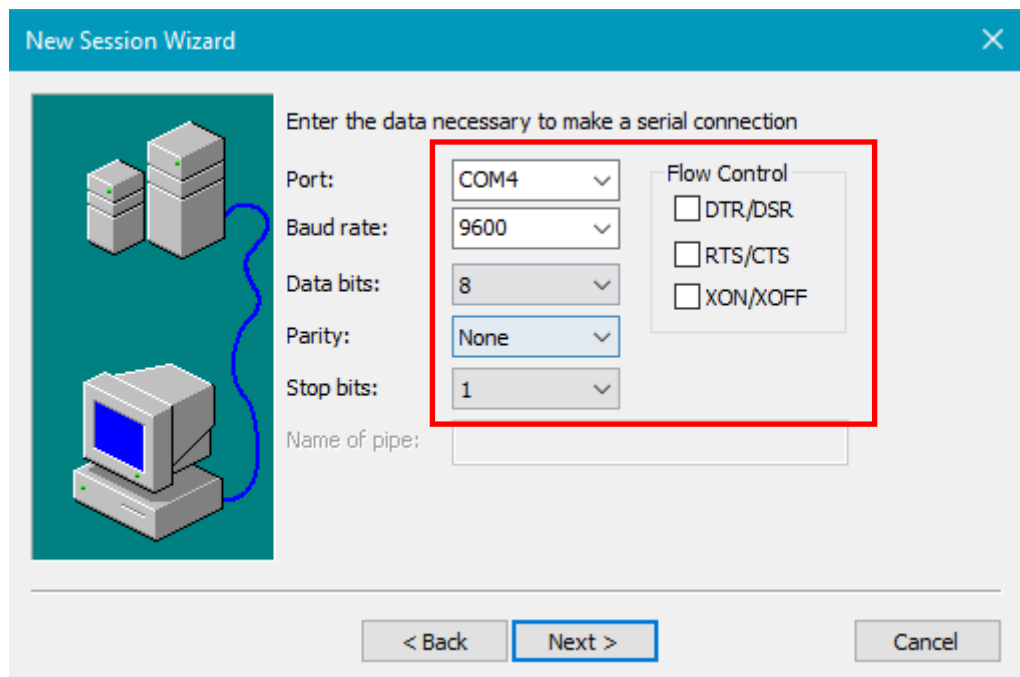 New Session Wizard
Enter the data necessary to make a serial connection
Port: COM4
Baud rate: 9600
Data bits: 8
Parity: None
Stop bits: 1
Name of pipe:
Flow Control
DTR/DSR
RTS/CTS
XON/XOFF
< Back Next > Cancel